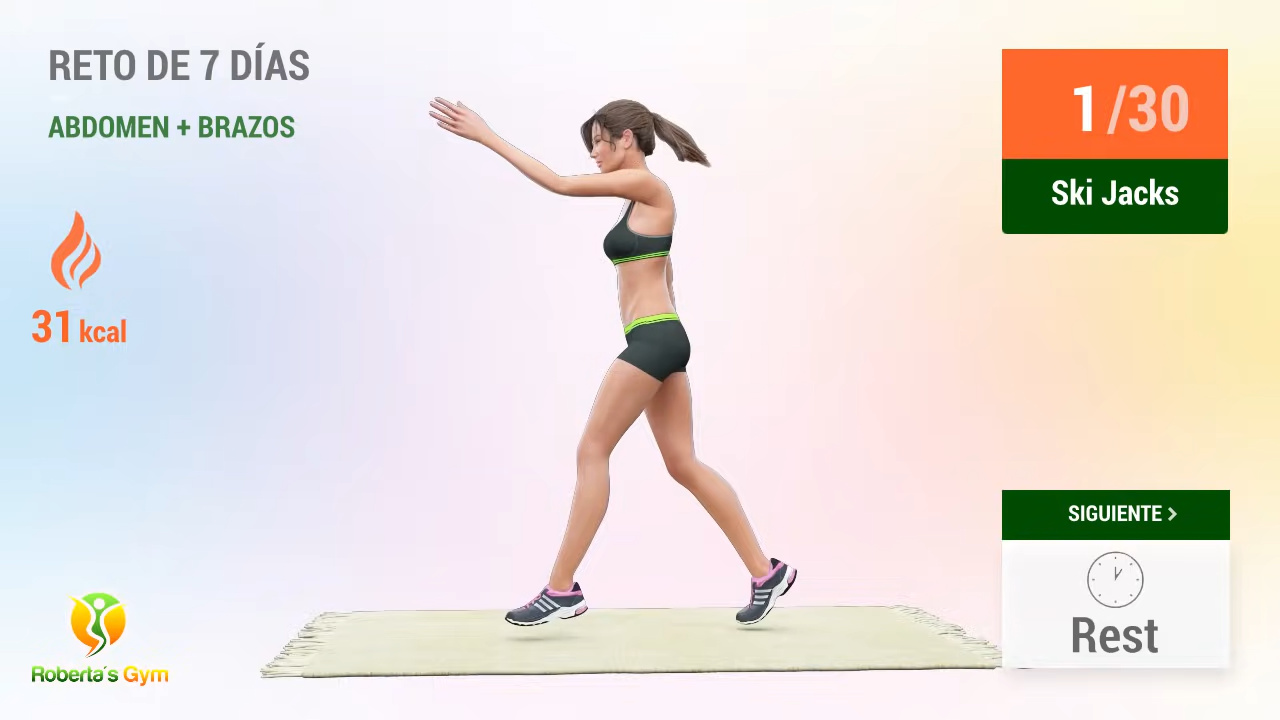 RETO DE 7 DÍAS
ABDOMEN + BRAZOS
31 kcal
1/30
Ski Jacks
SIGUIENTE >
Rest
Roberta´s Gym